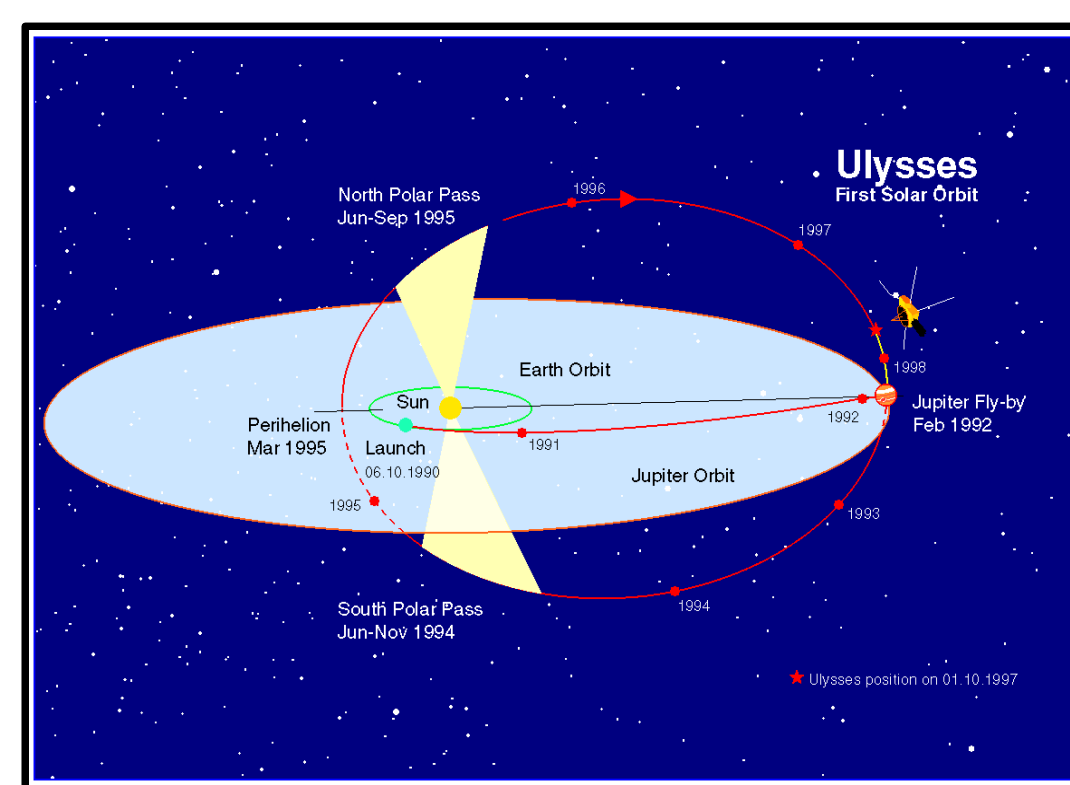 Ulysses
First Solar Orbit
North Polar Pass
Jun-Sep 1995
1996
1997
1998
Earth Orbit
Sun
Perihelion
Mar 1995
Launch
06.10.1990
1991
1992
Jupiter Fly-by
Feb 1992
Jupiter Orbit
1995
1993
1994
South Polar Pass
Jun-Nov 1994
Ulysses position on 01.10.1997